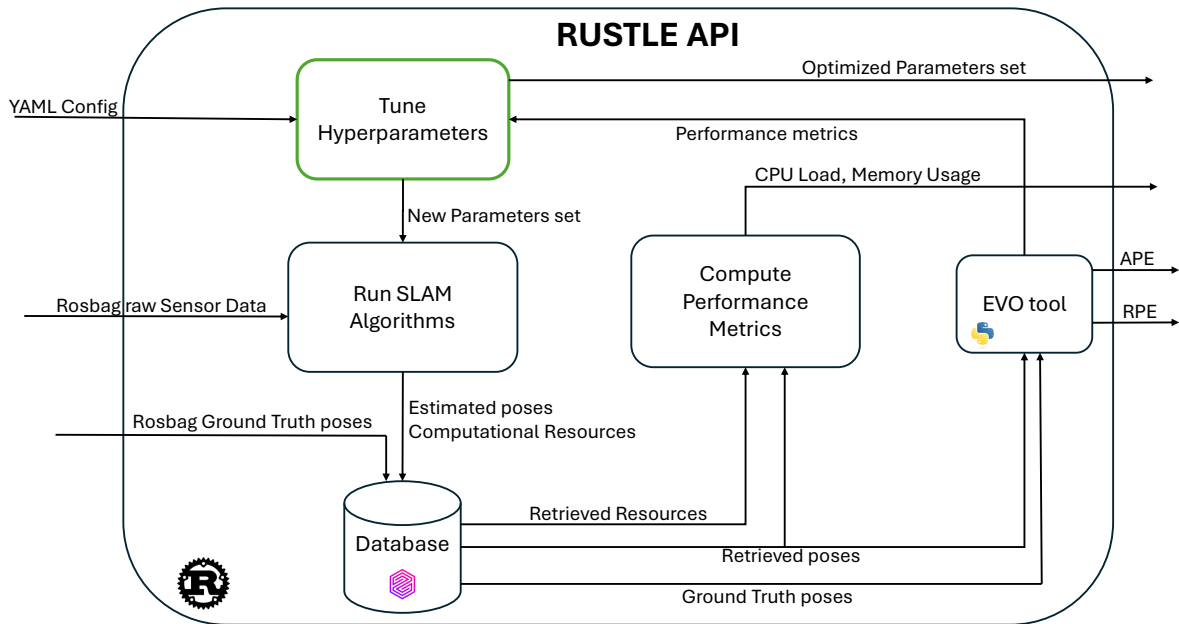 RUSTLE API
Optimized Parameters set
YAML Config
Tune
Hyperparameters
Performance metrics
CPU Load, Memory Usage
New Parameters set
Rosbag raw Sensor Data
Run SLAM
Algorithms
Compute
Performance
Metrics
EVO tool
APE
RPE
Rosbag Ground Truth poses
Estimated poses
Computational Resources
Database
Retrieved Resources
Retrieved poses
Ground Truth poses
R